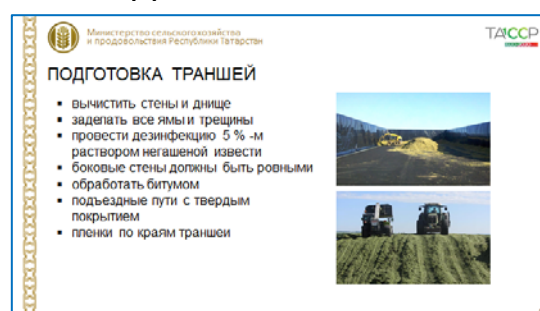 Министерство сельского хозяйства
и продовольствия Республики Татарстан
ТАССР
ПОДГОТОВКА ТРАНШЕЙ
▪ вычистить стены и днище
▪ заделать все ямы и трещины
▪ провести дезинфекцию 5 % -м
раствором негашеной извести
▪ боковые стены должны быть ровными
▪ обработать битумом
▪ подъездные пути с твердым
покрытием
▪ пленки по краям траншеи